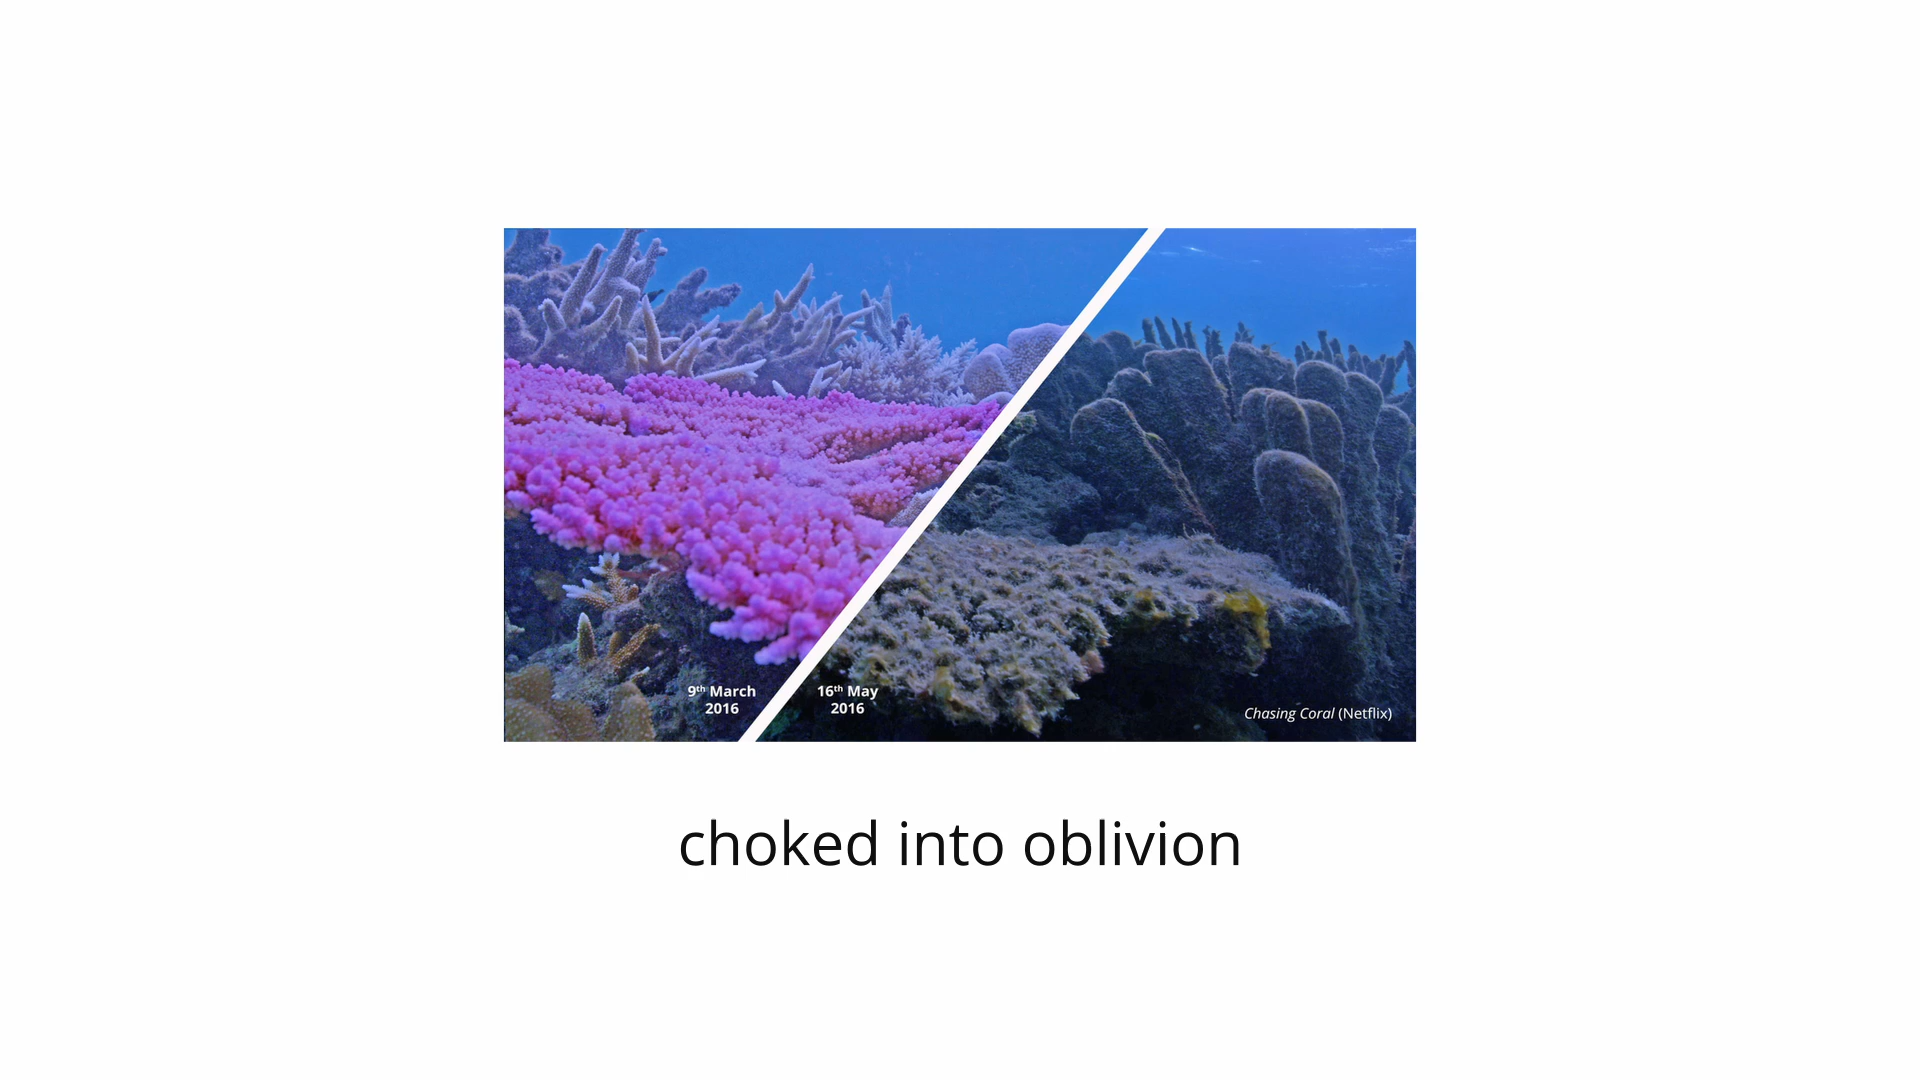 9th March
2016
16th May
2016
Chasing Coral (Netflix)
choked into oblivion